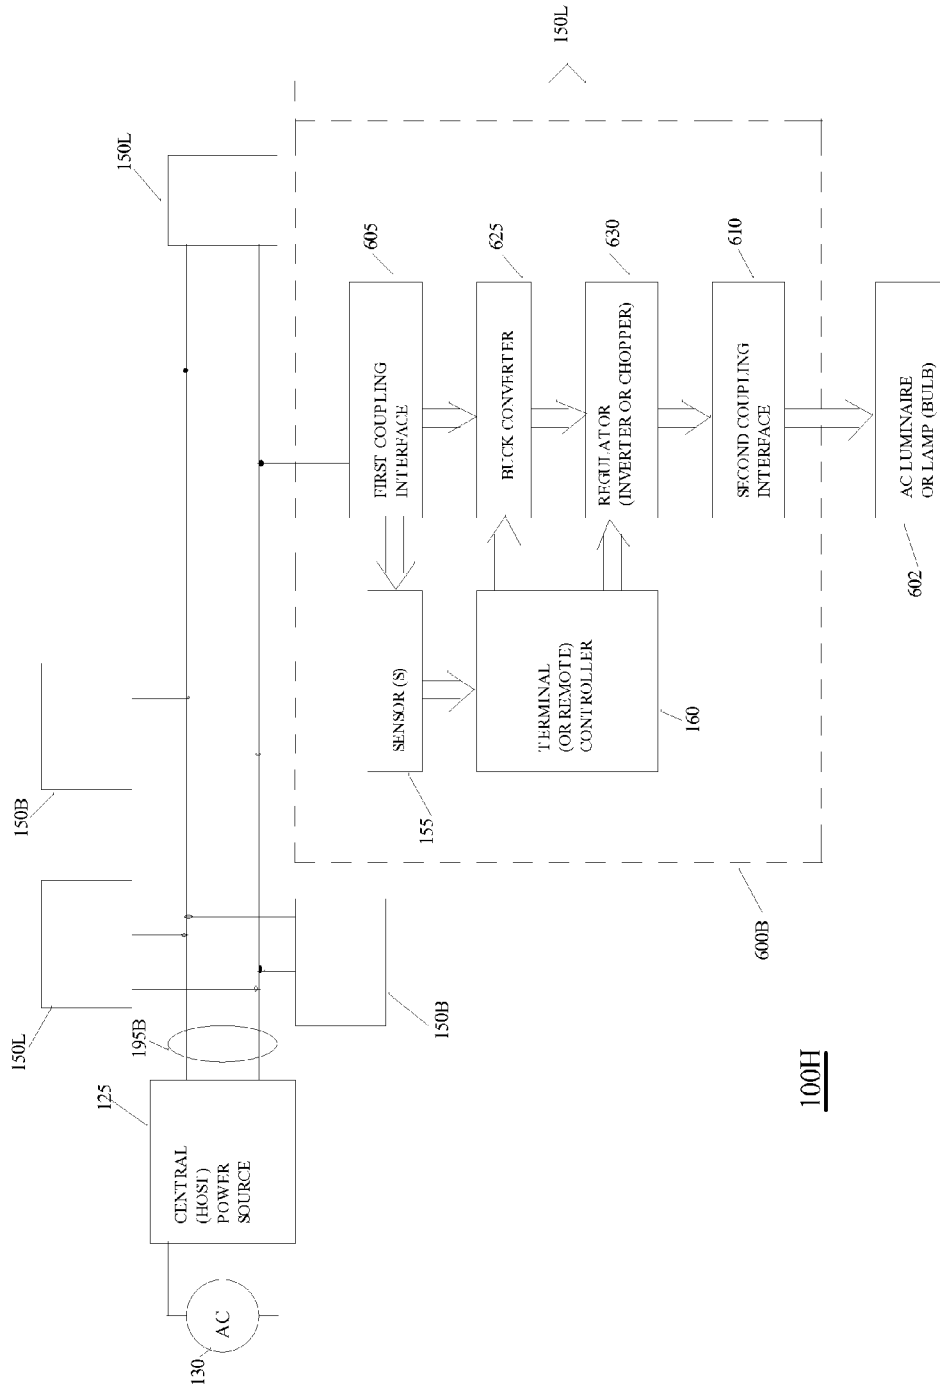 130
AC
125
CENTRAL
(HOST)
POWER
SOURCE
195B
150L
150B
150B
150L
150L
600B
155
SENSOR (S)
605
FIRST COUPLING
INTERFACE
160
TERMINAL
(OR REMOTE)
CONTROLLER
625
BUCK CONVERTER
630
REGULATOR
(INVERTER OR CHOPPER)
610
SECOND COUPLING
INTERFACE
602
AC LUMINAIRE
OR LAMP (BULB)
150L
100H